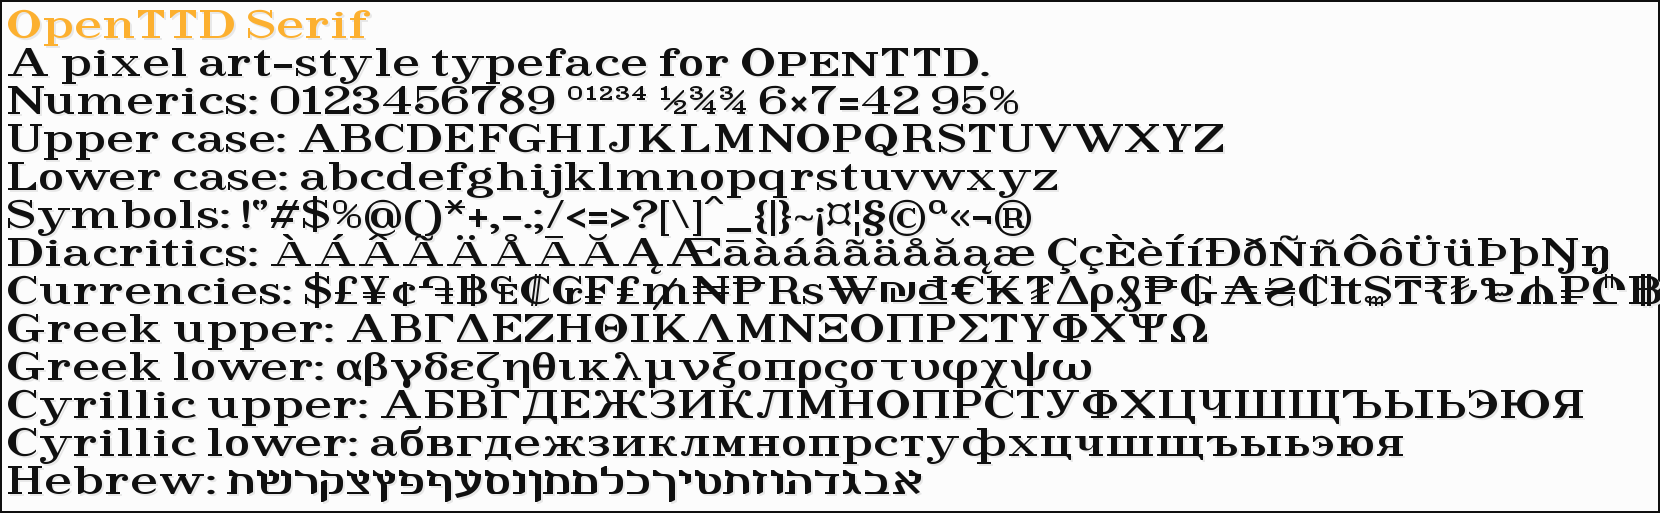 OpenTTD Serif
A pixel art-style typeface for OPENTTD.
Numerics: 0123456789 ⁰¹²³⁴ ½¾¾ 6×7=42 95%
Upper case: ABCDEFGHIJKLMNOPQRSTUVWXYZ
Lower case: abcdefghijklmnopqrstuvwxyz
Symbols: !"#$%@()*+,-.:;/<=>?[\]^_{|}~¡¤¦§©ª«¬®
Diacritics: ÀÁÂÃÄÅĀĂĄÆāàáâãäåăąæ ÇçÈèÍíÐðÑñÔôÜüÞþŊŋ
Currencies: $£¥¢֏฿₠₡₢₣₤₥₦₧₨₩₪₫€₭₮₯₰₱₲₳₴₵₶₷₸₹₺₻₼₽₾₿
Greek upper: ΑΒΓΔΕΖΗΘΙΚΛΜΝΞΟΠΡΣΤΥΦΧΨΩ
Greek lower: αβγδεζηθικλμνξοπρςστυφχψω
Cyrillic upper: АБВГДЕЖЗИКЛМНОПРСТУФХЦЧШЩЪЫЬЭЮЯ
Cyrillic lower: абвгдежзиклмнопрстуфхцчшщъыьэюя
Hebrew: אבגדהוזחטיךכלםמןנסעףפץצקרשת